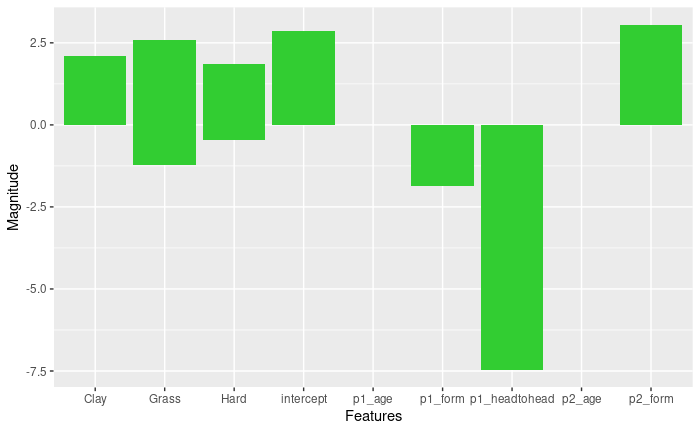 2.5
0.0
-2.5
-5.0
-7.5
Magnitude
Clay Grass Hard intercept p1_age p1_form p1_headtohead p2_age p2_form
Features